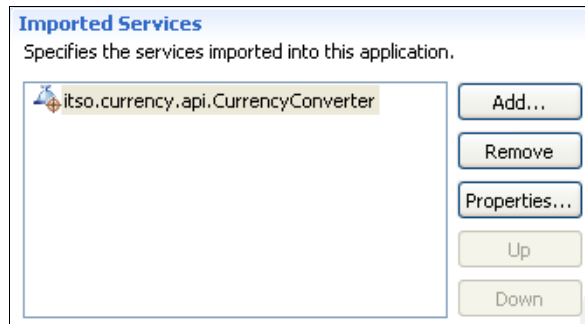 Imported Services
Specifies the services imported into this application.
itso.currency.api.CurrencyConverter
Add...
Remove
Properties...
Up
Down